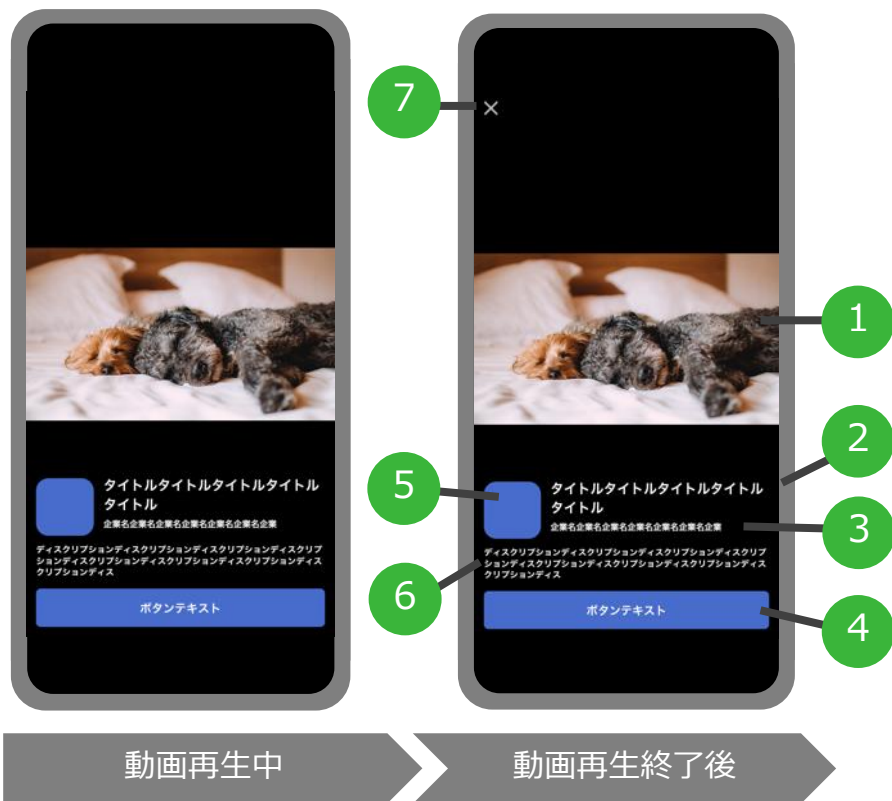 タイトルタイトルタイトルタイトル
タイトル
企業名企業名企業名企業名企業名企業名企業
ディスクリプションディスクリプションディスクリプションディスクリプ
ションディスクリプションディスクリプションディスクリプションディス
クリプションディス
ボタンテキスト
動画再生中
7
×
1
2
5
タイトルタイトルタイトルタイトル
タイトル
企業名企業名企業名企業名企業名企業名企業
3
ディスクリプションディスクリプションディスクリプションディスクリプ
ションディスクリプションディスクリプションディスクリプションディス
クリプションディス
6
ボタンテキスト
4
動画再生終了後